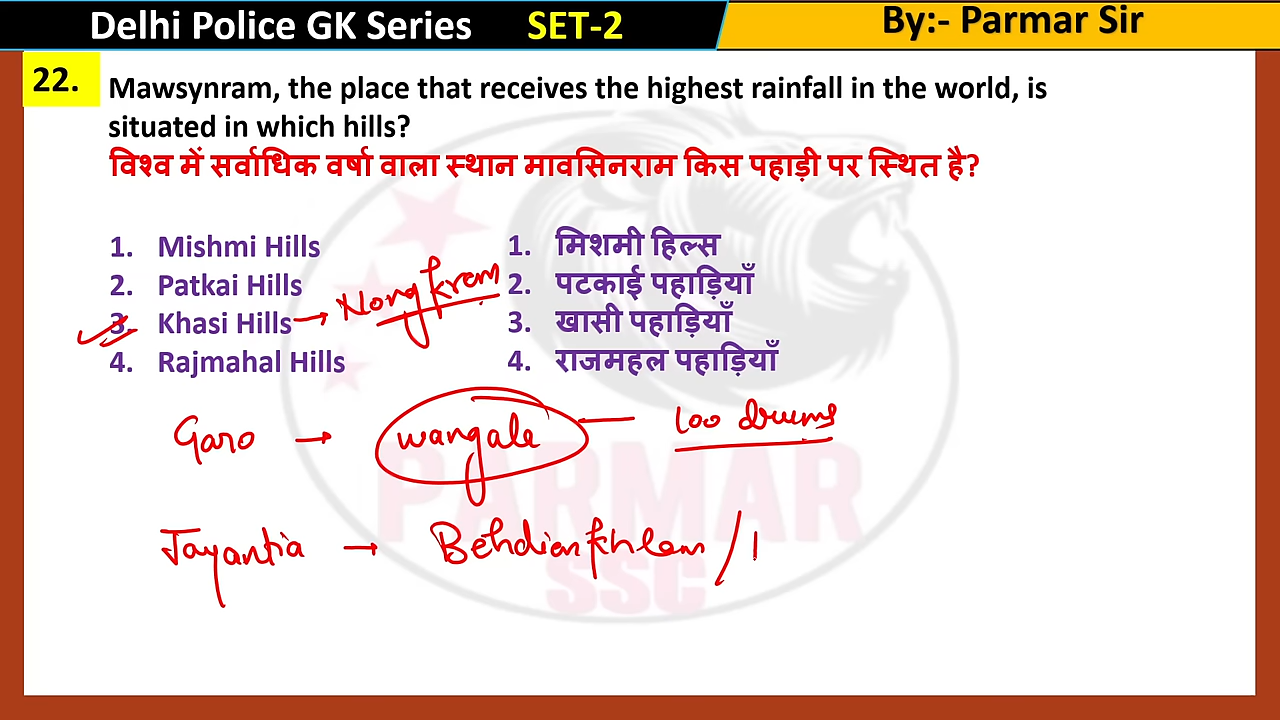 Delhi Police GK Series SET-2 By:- Parmar Sir
22. Mawsynram, the place that receives the highest rainfall in the world, is
situated in which hills?
विश्व में सर्वाधिक वर्षा वाला स्थान मावसिनराम किस पहाड़ी पर स्थित है?
1. Mishmi Hills
2. Patkai Hills
3. Khasi Hills → Nongkrem
4. Rajmahal Hills
1. मिशमी हिल्स
2. पटकाई पहाड़ियाँ
3. खासी पहाड़ियाँ
4. राजमहल पहाड़ियाँ
Garo → wangala — 100 drums
Jayantia → Behdienkhlam /
PARMAR
SSC